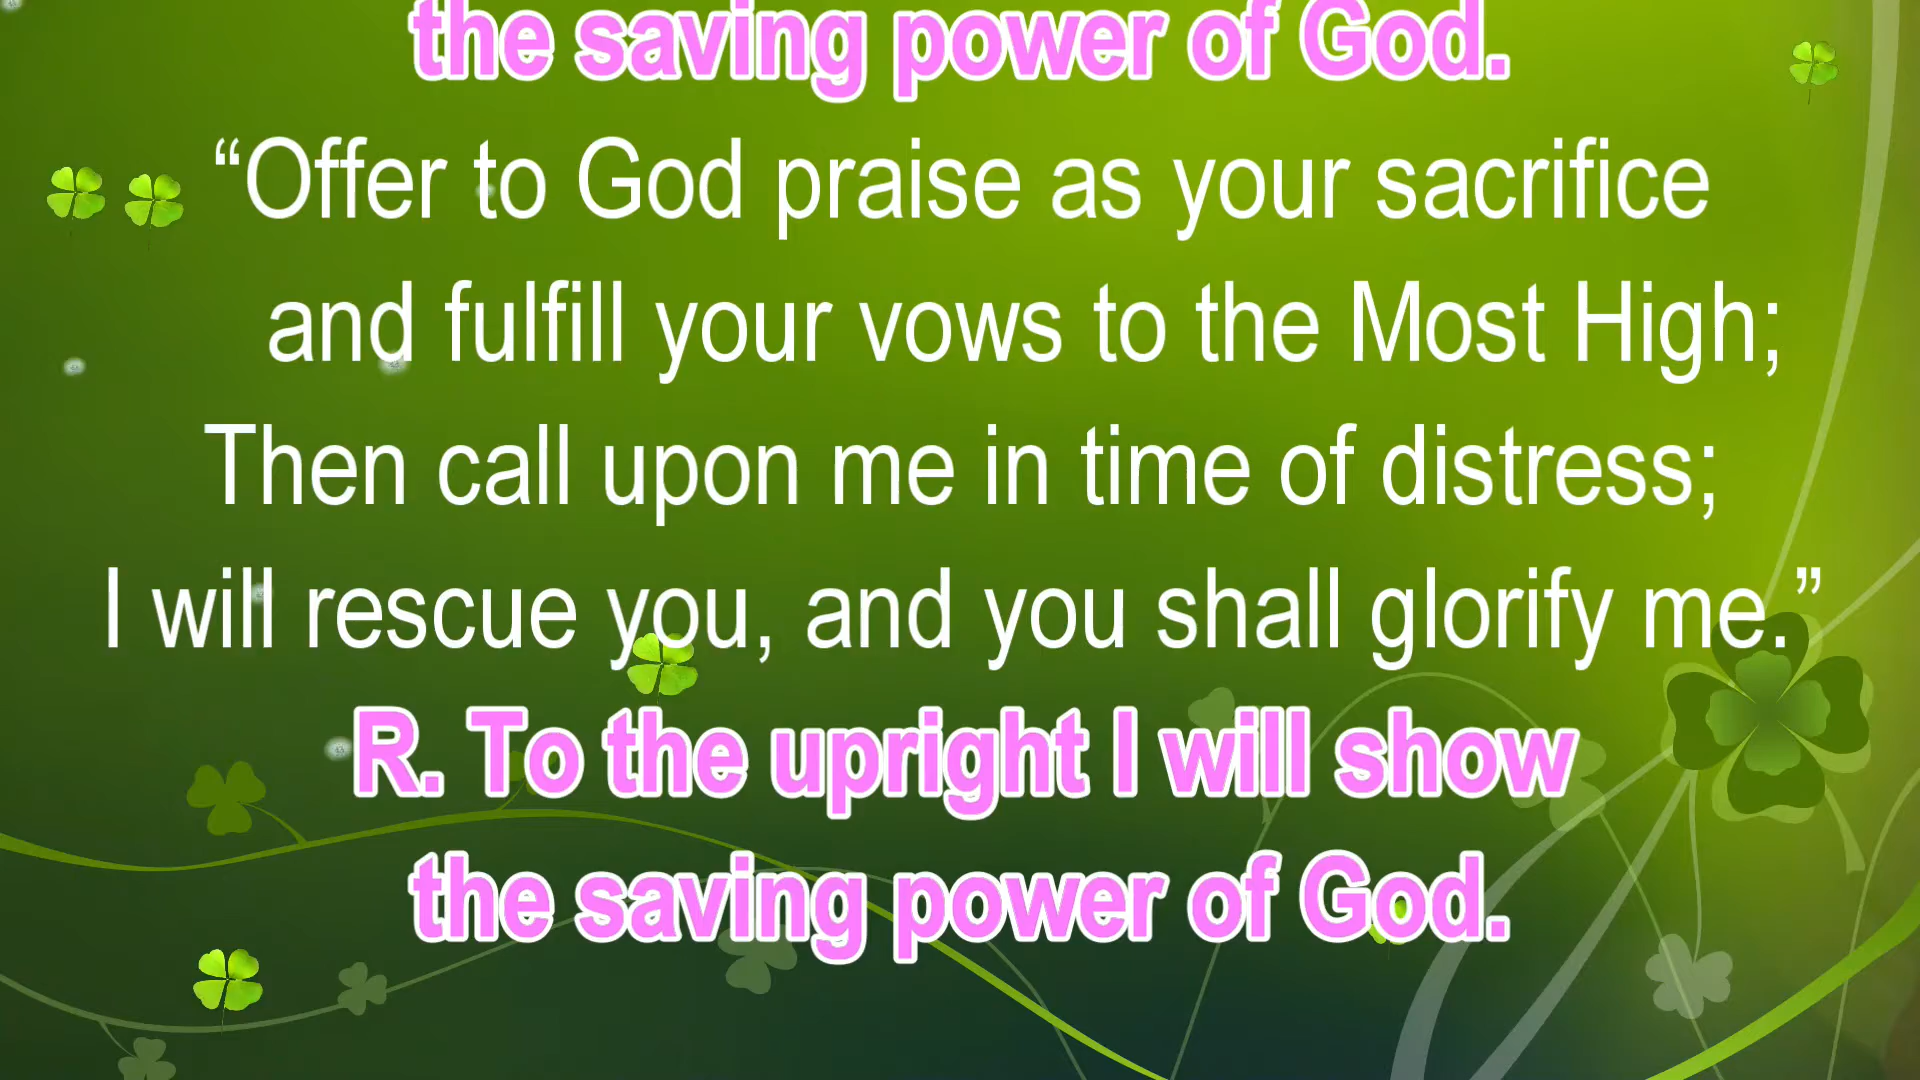 the saving power of God.
“Offer to God praise as your sacrifice
and fulfill your vows to the Most High;
Then call upon me in time of distress;
I will rescue you, and you shall glorify me.”
R. To the upright I will show
the saving power of God.